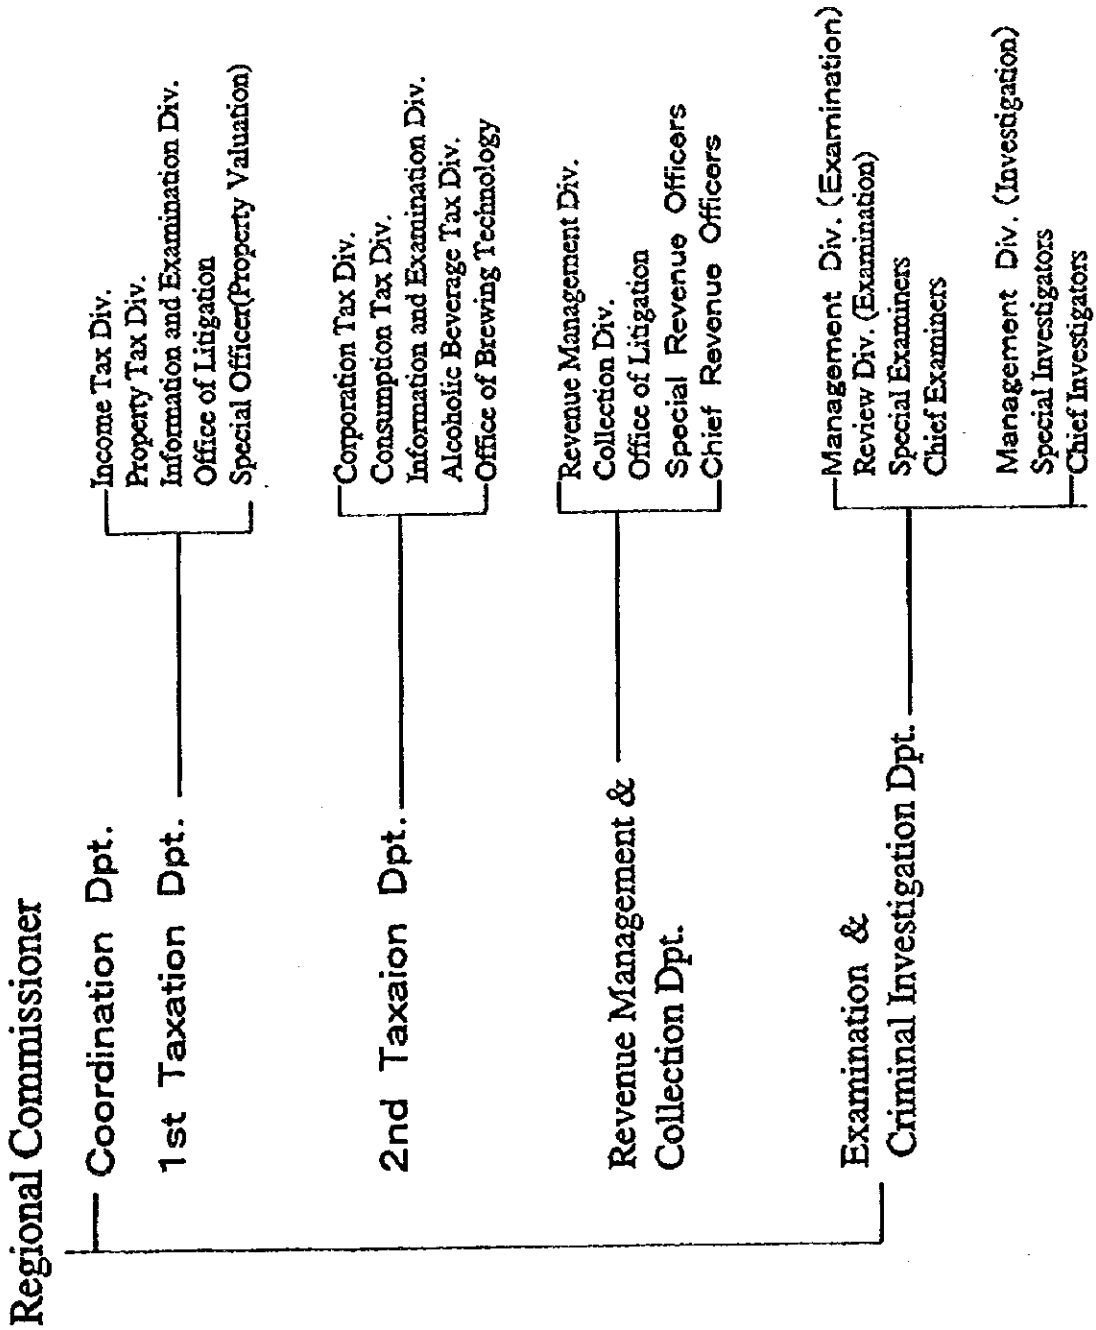 Regional Commissioner
Coordination Dpt.
1st Taxation Dpt.
Income Tax Div.
Property Tax Div.
Information and Examination Div.
Office of Litigation
Special Officer(Property Valuation)
2nd Taxaion Dpt.
Corporation Tax Div.
Consumption Tax Div.
Information and Examination Div.
Alcoholic Beverage Tax Div.
Office of Brewing Technology
Revenue Management &
Collection Dpt.
Revenue Management Div.
Collection Div.
Office of Litigation
Special Revenue Officers
Chief Revenue Officers
Examination &
Criminal Investigation Dpt.
Management Div. (Examination)
Review Div. (Examination)
Special Examiners
Chief Examiners
Management Div. (Investigation)
Special Investigators
Chief Investigators